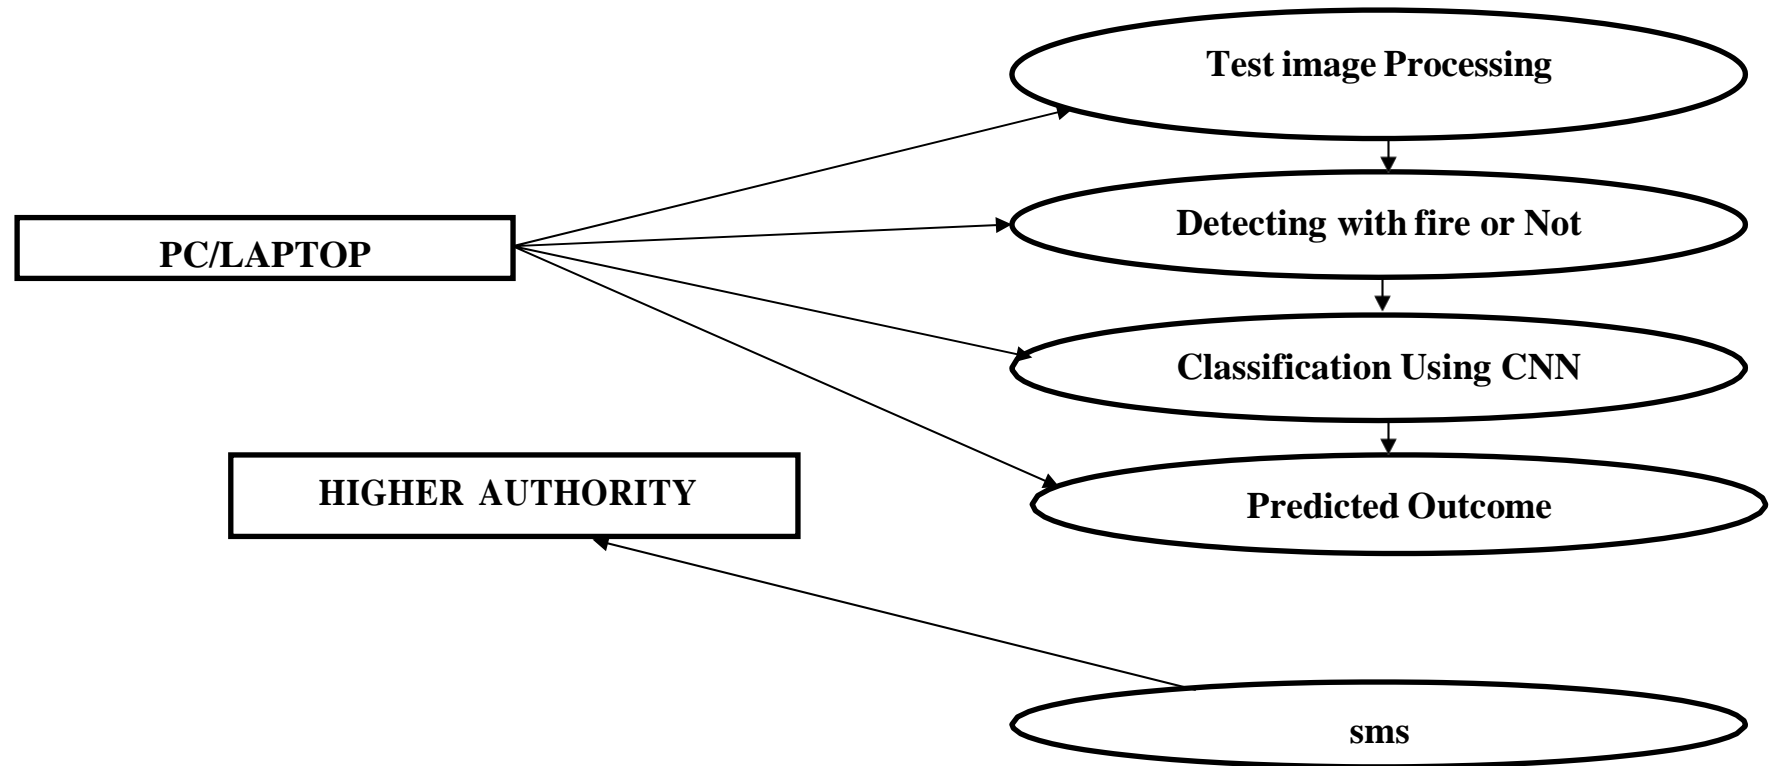 Test image Processing
Detecting with fire or Not
PC/LAPTOP
Classification Using CNN
HIGHER AUTHORITY
Predicted Outcome
sms